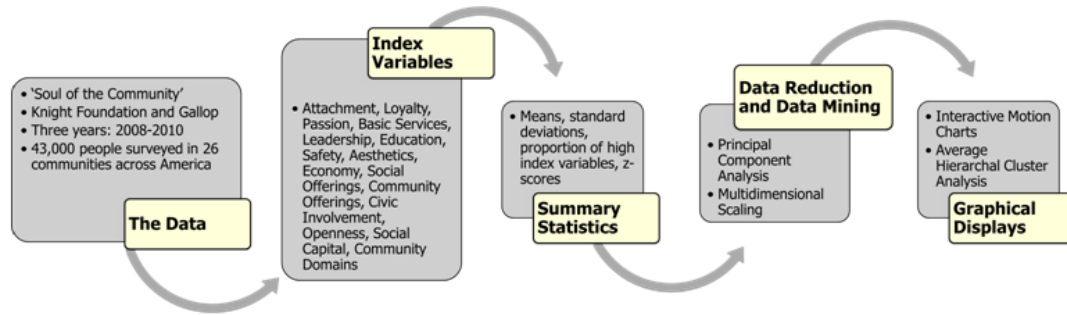 • 'Soul of the Community'
• Knight Foundation and Gallop
• Three years: 2008-2010
• 43,000 people surveyed in 26
communities across America
The Data
Index
Variables
• Attachment, Loyalty,
Passion, Basic Services,
Leadership, Education,
Safety, Aesthetics,
Economy, Social
Offerings, Community
Offerings, Civic
Involvement,
Openness, Social
Capital, Community
Domains
• Means, standard
deviations,
proportion of high
index variables, z-
scores
Summary
Statistics
Data Reduction
and Data Mining
• Principal
Component
Analysis
• Multidimensional
Scaling
• Interactive Motion
Charts
• Average
Hierarchal Cluster
Analysis
Graphical
Displays